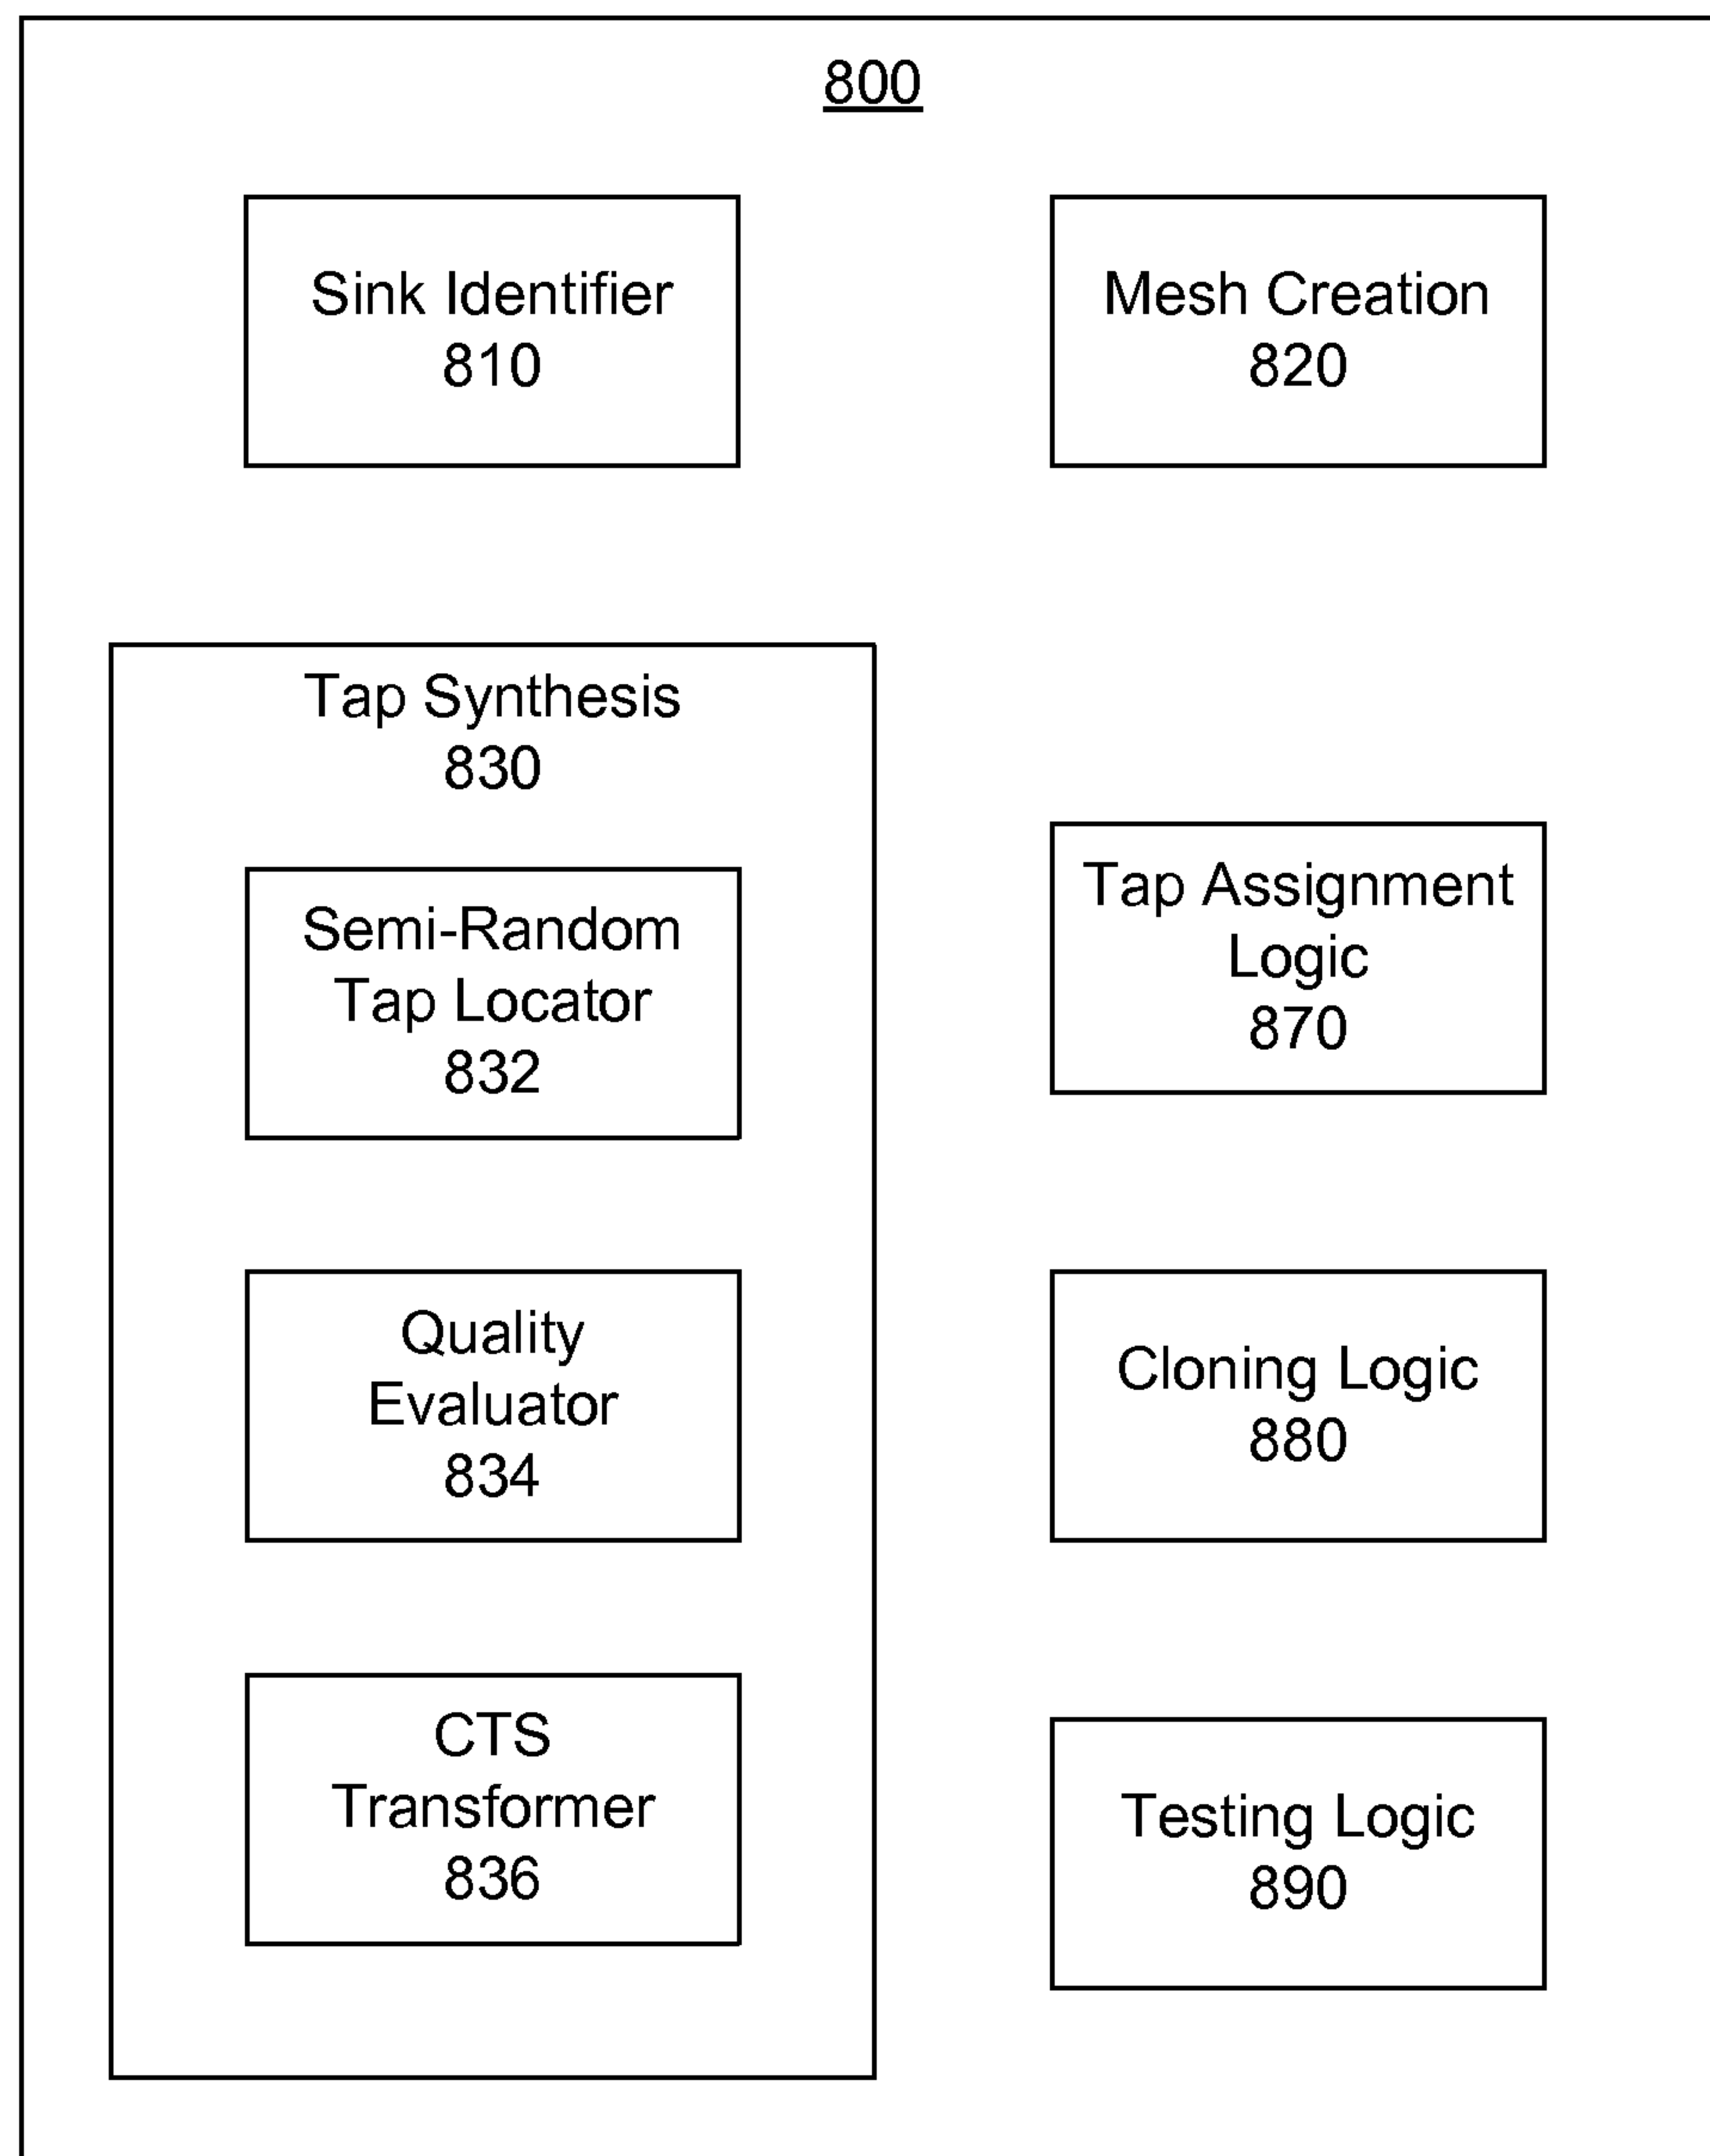 800
Sink Identifier
810
Mesh Creation
820
Tap Synthesis
830
Semi-Random
Tap Locator
832
Quality
Evaluator
834
CTS
Transformer
836
Tap Assignment
Logic
870
Cloning Logic
880
Testing Logic
890